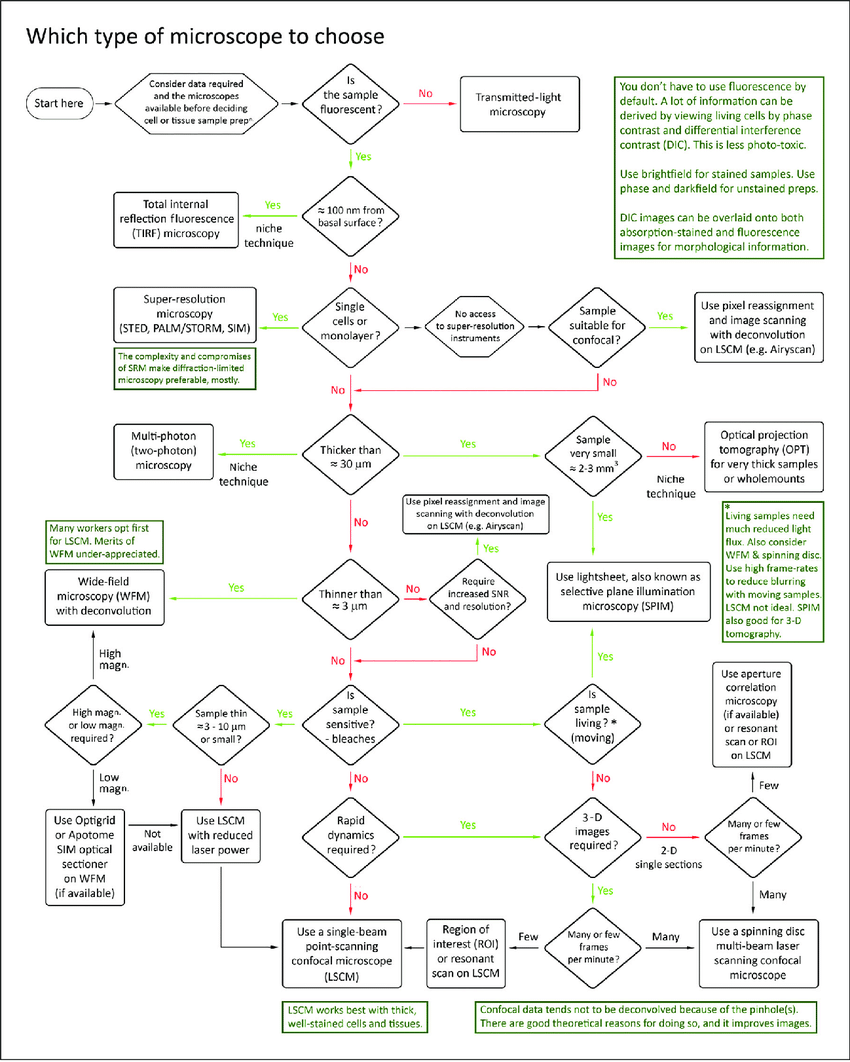 Which type of microscope to choose
Start here
Consider data required
and the microscopes
available before deciding
cell or tissue sample prepⁿ
Is
the sample
fluorescent?
No
Transmitted-light
microscopy
You don't have to use fluorescence by
default. A lot of information can be
derived by viewing living cells by phase
contrast and differential interference
contrast (DIC). This is less photo-toxic.
Use brightfield for stained samples. Use
phase and darkfield for unstained preps.
DIC images can be overlaid onto both
absorption-stained and fluorescence
images for morphological information.
Yes
Total internal
reflection fluorescence
(TIRF) microscopy
Yes
niche
technique
≈ 100 nm from
basal surface?
No
Super-resolution
microscopy
(STED, PALM/STORM, SIM)
Yes
Single
cells or
monolayer?
No access
to super-resolution
instruments
Sample
suitable for
confocal?
Yes
Use pixel reassignment
and image scanning
with deconvolution
on LSCM (e.g. Airyscan)
The complexity and compromises
of SRM make diffraction-limited
microscopy preferable, mostly.
No
No
Multi-photon
(two-photon)
microscopy
Yes
Niche
technique
Thicker than
≈ 30 µm
Yes
Sample
very small
≈ 2-3 mm³
No
Niche
technique
Optical projection
tomography (OPT)
for very thick samples
or wholemounts
No
Use pixel reassignment and image
scanning with deconvolution
on LSCM (e.g. Airyscan)
Yes
Yes
*
Living samples need
much reduced light
flux. Also consider
WFM & spinning disc.
Use high frame-rates
to reduce blurring
with moving samples.
LSCM not ideal. SPIM
also good for 3-D
tomography.
Many workers opt first
for LSCM. Merits of
WFM under-appreciated.
Wide-field
microscopy (WFM)
with deconvolution
Yes
Thinner than
≈ 3 µm
No
Require
increased SNR
and resolution?
Use lightsheet, also known as
selective plane illumination
microscopy (SPIM)
No
No
Yes
High
magn.
High magn.
or low magn.
required?
Yes
Sample thin
≈3 - 10 µm
or small?
Yes
Is
sample
sensitive?
- bleaches
Yes
Is
sample
living? *
(moving)
Use aperture
correlation
microscopy
(if available)
or resonant
scan or ROI
on LSCM
Low
magn.
No
No
No
Few
Use Optigrid
or Apotome
SIM optical
sectioner
on WFM
(if available)
Not
available
Use LSCM
with reduced
laser power
Rapid
dynamics
required?
Yes
3-D
images
required?
No
2-D
single sections
Many or few
frames
per minute?
No
Yes
Many
Use a single-beam
point-scanning
confocal microscope
(LSCM)
Region of
interest (ROI)
or resonant
scan on LSCM
Few
Many or few
frames
per minute?
Many
Use a spinning disc
multi-beam laser
scanning confocal
microscope
LSCM works best with thick,
well-stained cells and tissues.
Confocal data tends not to be deconvolved because of the pinhole(s).
There are good theoretical reasons for doing so, and it improves images.